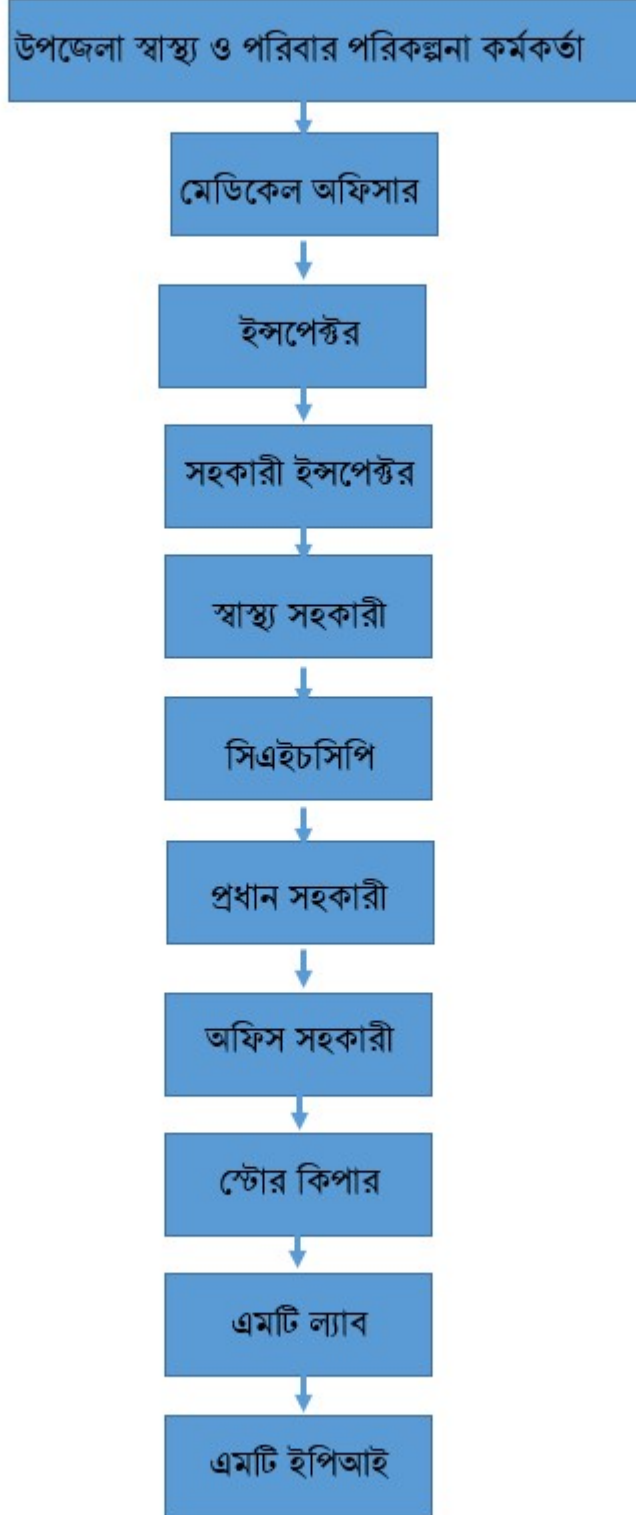 উপজেলা স্বাস্থ্য ও পরিবার পরিকল্পনা কর্মকর্তা
মেডিকেল অফিসার
ইন্সপেক্টর
সহকারী ইন্সপেক্টর
স্বাস্থ্য সহকারী
সিএইচসিপি
প্রধান সহকারী
অফিস সহকারী
স্টোর কিপার
এমটি ল্যাব
এমটি ইপিআই